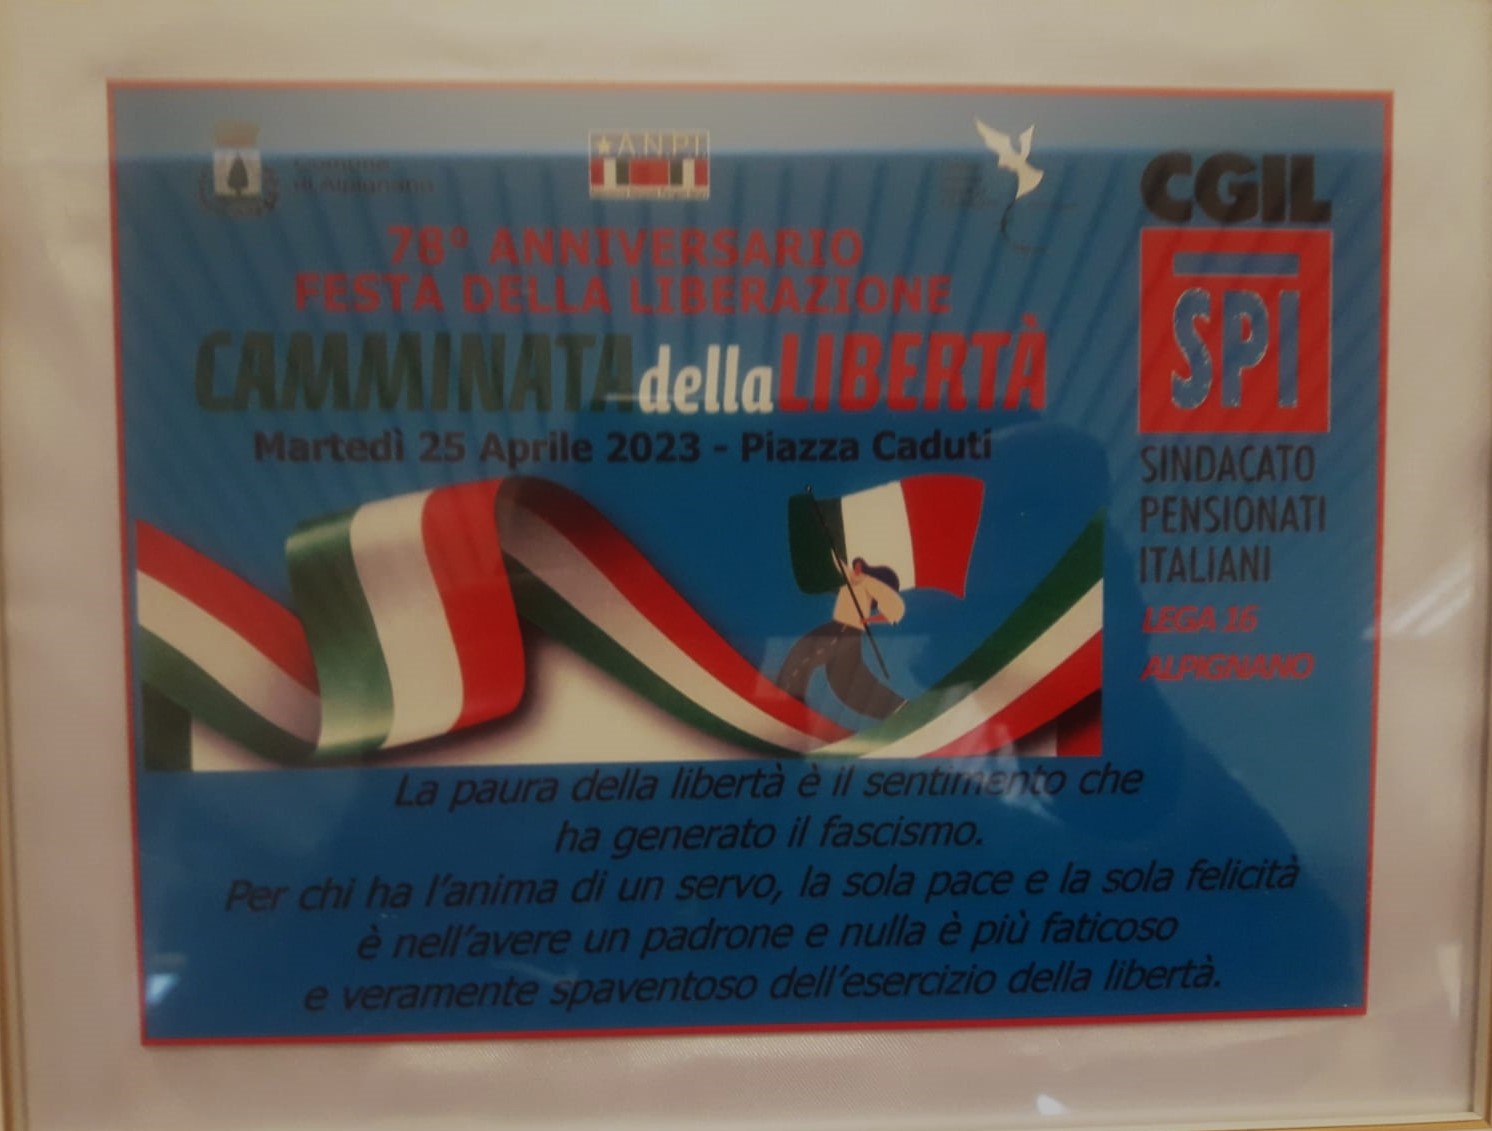 Comune
di Alpignano
A.N.P.I.
78° ANNIVERSARIO
FESTA DELLA LIBERAZIONE
CAMMINATA della LIBERTÀ
Martedì 25 Aprile 2023 - Piazza Caduti
CGIL
SPI
SINDACATO
PENSIONATI
ITALIANI
LEGA 16
ALPIGNANO
La paura della libertà è il sentimento che
ha generato il fascismo.
Per chi ha l'anima di un servo, la sola pace e la sola felicità
è nell'avere un padrone e nulla è più faticoso
e veramente spaventoso dell'esercizio della libertà.